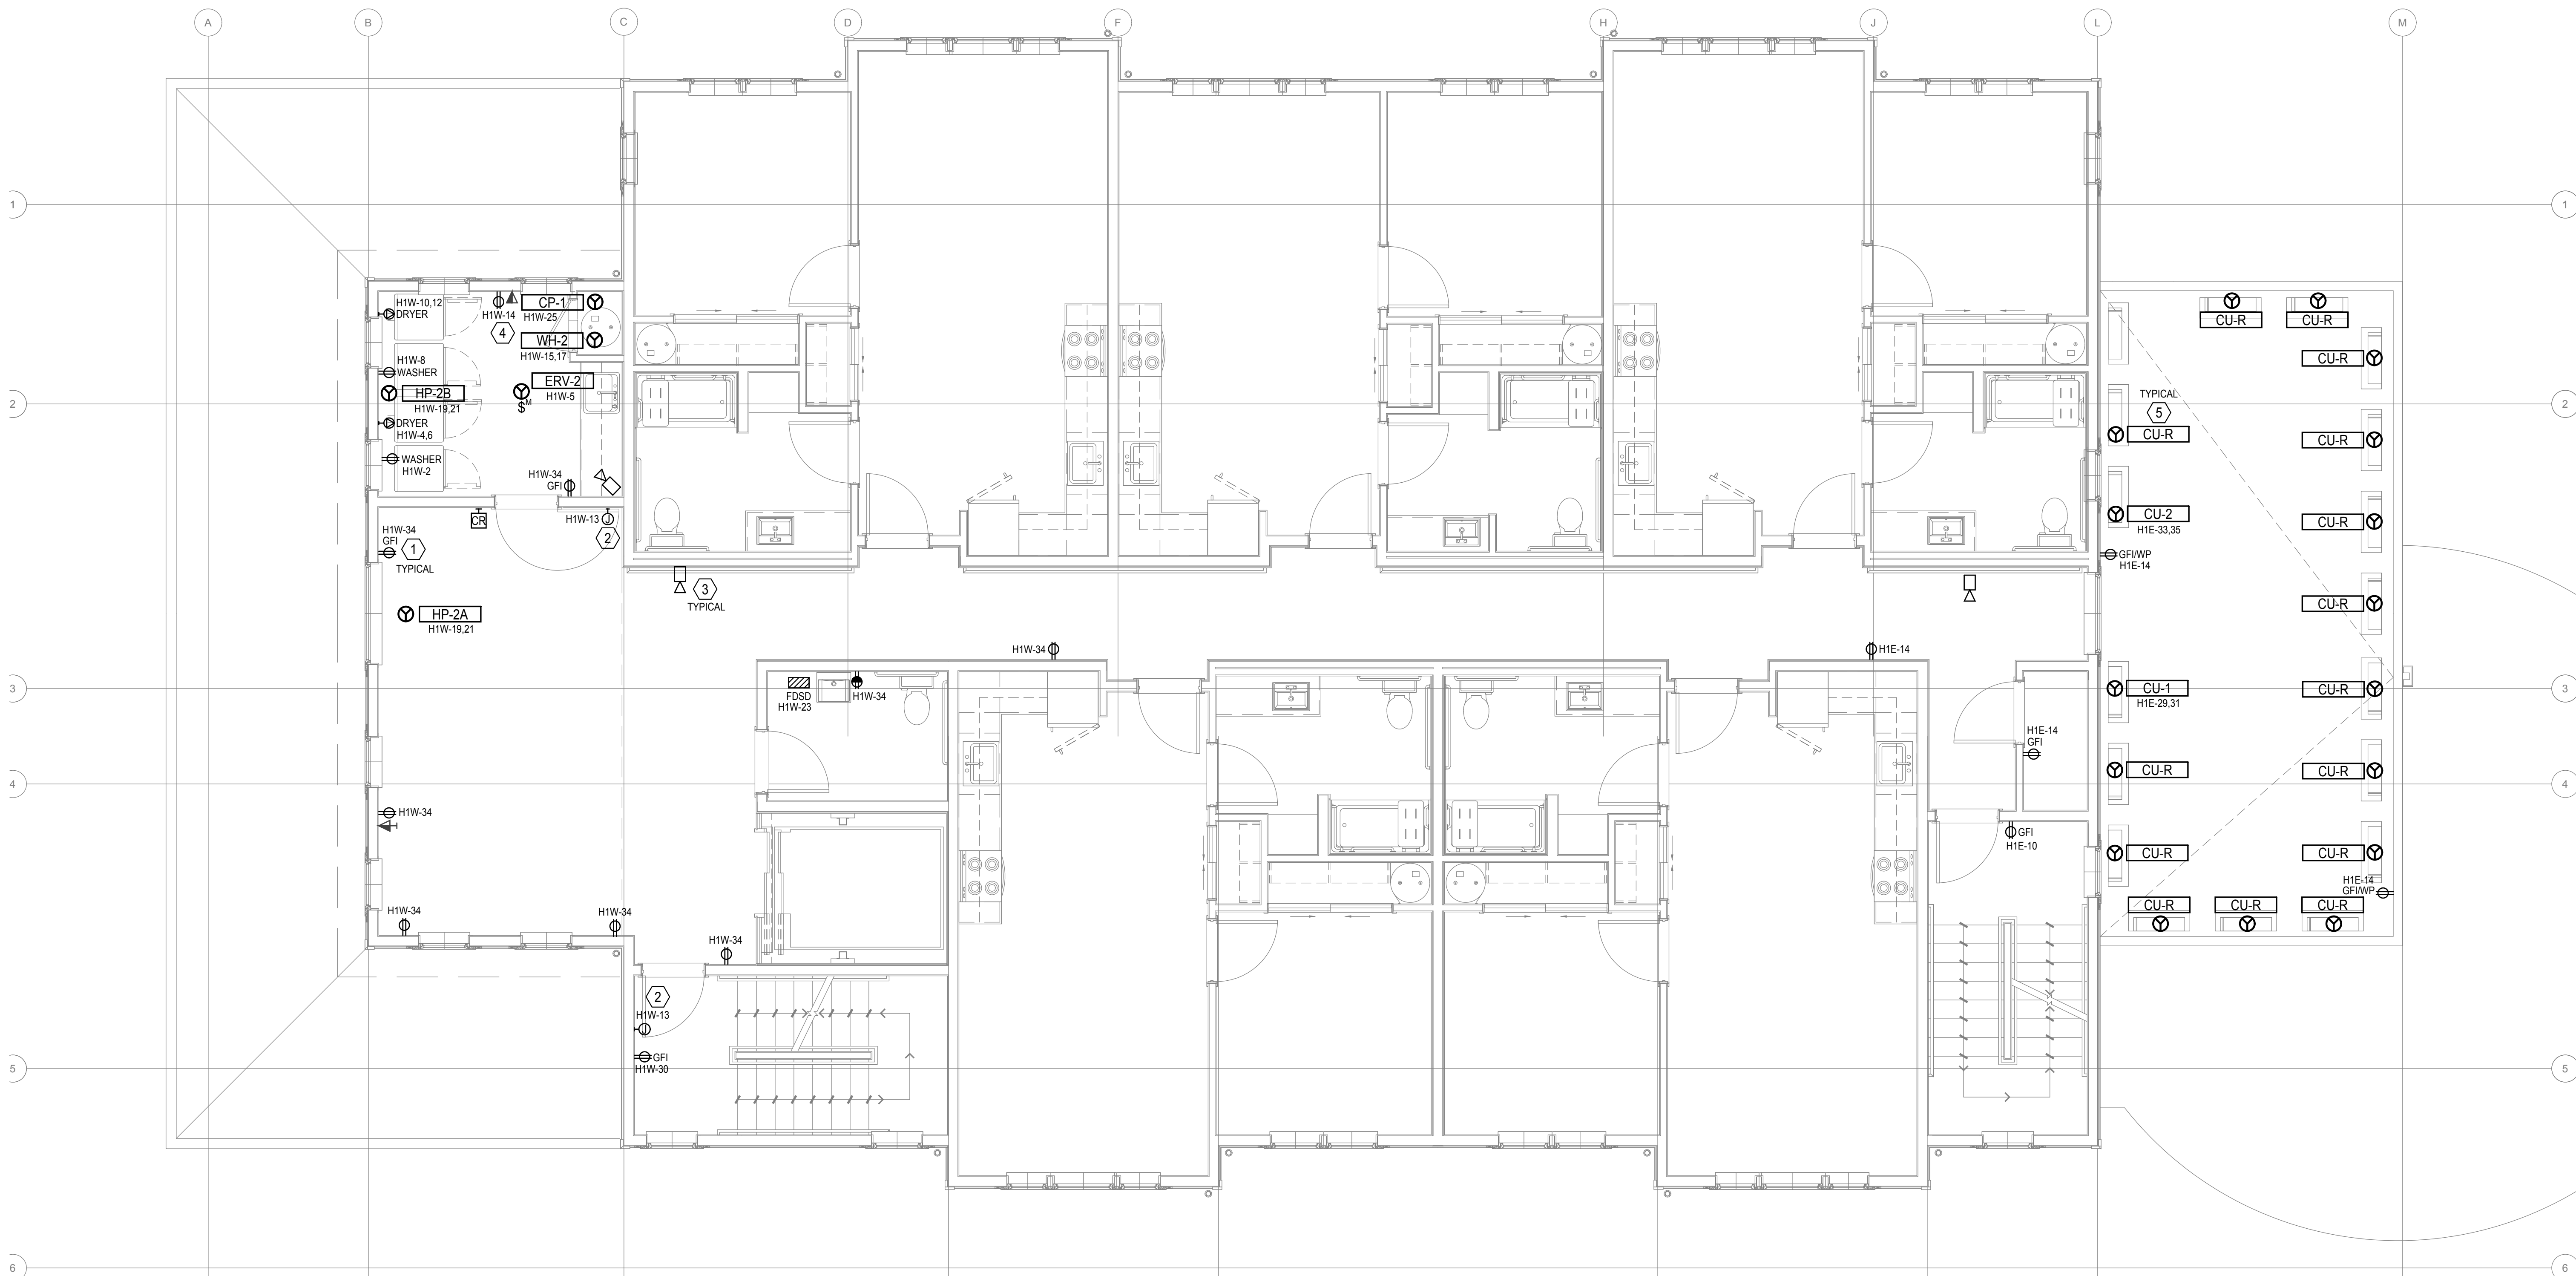 A B C D F H J L M
1 1
H1W-10,12
DRYER
H1W-14
4
CP-1
H1W-25
WH-2
H1W-15,17
H1W-8
WASHER
HP-2B
H1W-19,21
ERV-2
H1W-5
$M
2 2
DRYER
H1W-4,6
WASHER
H1W-2
H1W-34
GFI
CR
H1W-13 J
2
H1W-34
GFI
1
TYPICAL
HP-2A
H1W-19,21
3
TYPICAL
H1W-34
H1E-14
FDSD
H1W-23
H1W-34
3 3
4 4
H1W-34
H1W-34
H1W-34
H1W-34
2
H1W-13
J
GFI
H1W-30
5 5
6 6
CU-R
CU-R
CU-R
TYPICAL
5
CU-R
CU-R
CU-2
H1E-33,35
CU-R
GFI/WP
H1E-14
CU-R
CU-1
H1E-29,31
CU-R
H1E-14
GFI
CU-R
CU-R
GFI
H1E-10
CU-R
CU-R
H1E-14
GFI/WP
CU-R
CU-R
CU-R